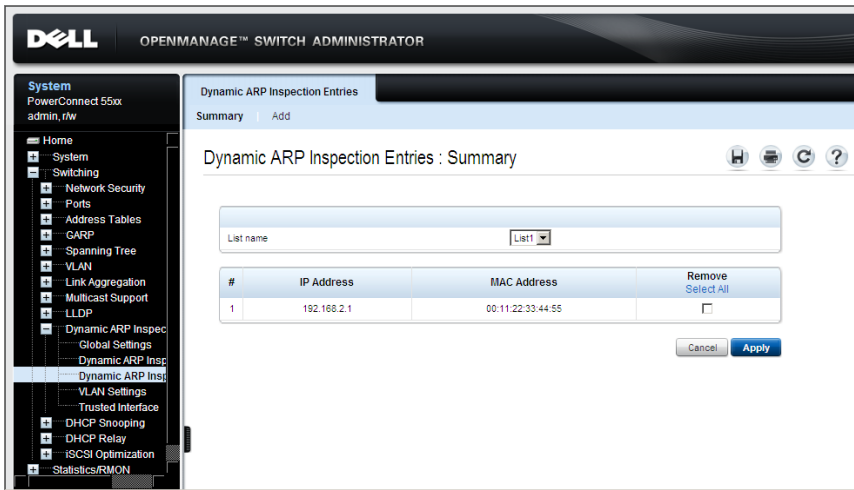 DELL
OPENMANAGE™ SWITCH ADMINISTRATOR
System
PowerConnect 55xx
admin, r/w
Home
System
Switching
Network Security
Ports
Address Tables
GARP
Spanning Tree
VLAN
Link Aggregation
Multicast Support
LLDP
Dynamic ARP Inspec
Global Settings
Dynamic ARP Insp
Dynamic ARP Insp
VLAN Settings
Trusted Interface
DHCP Snooping
DHCP Relay
iSCSI Optimization
Statistics/RMON
Dynamic ARP Inspection Entries
Summary Add
Dynamic ARP Inspection Entries : Summary
?
List name List1
# IP Address MAC Address Remove
Select All
1 192.168.2.1 00:11:22:33:44:55
Cancel Apply